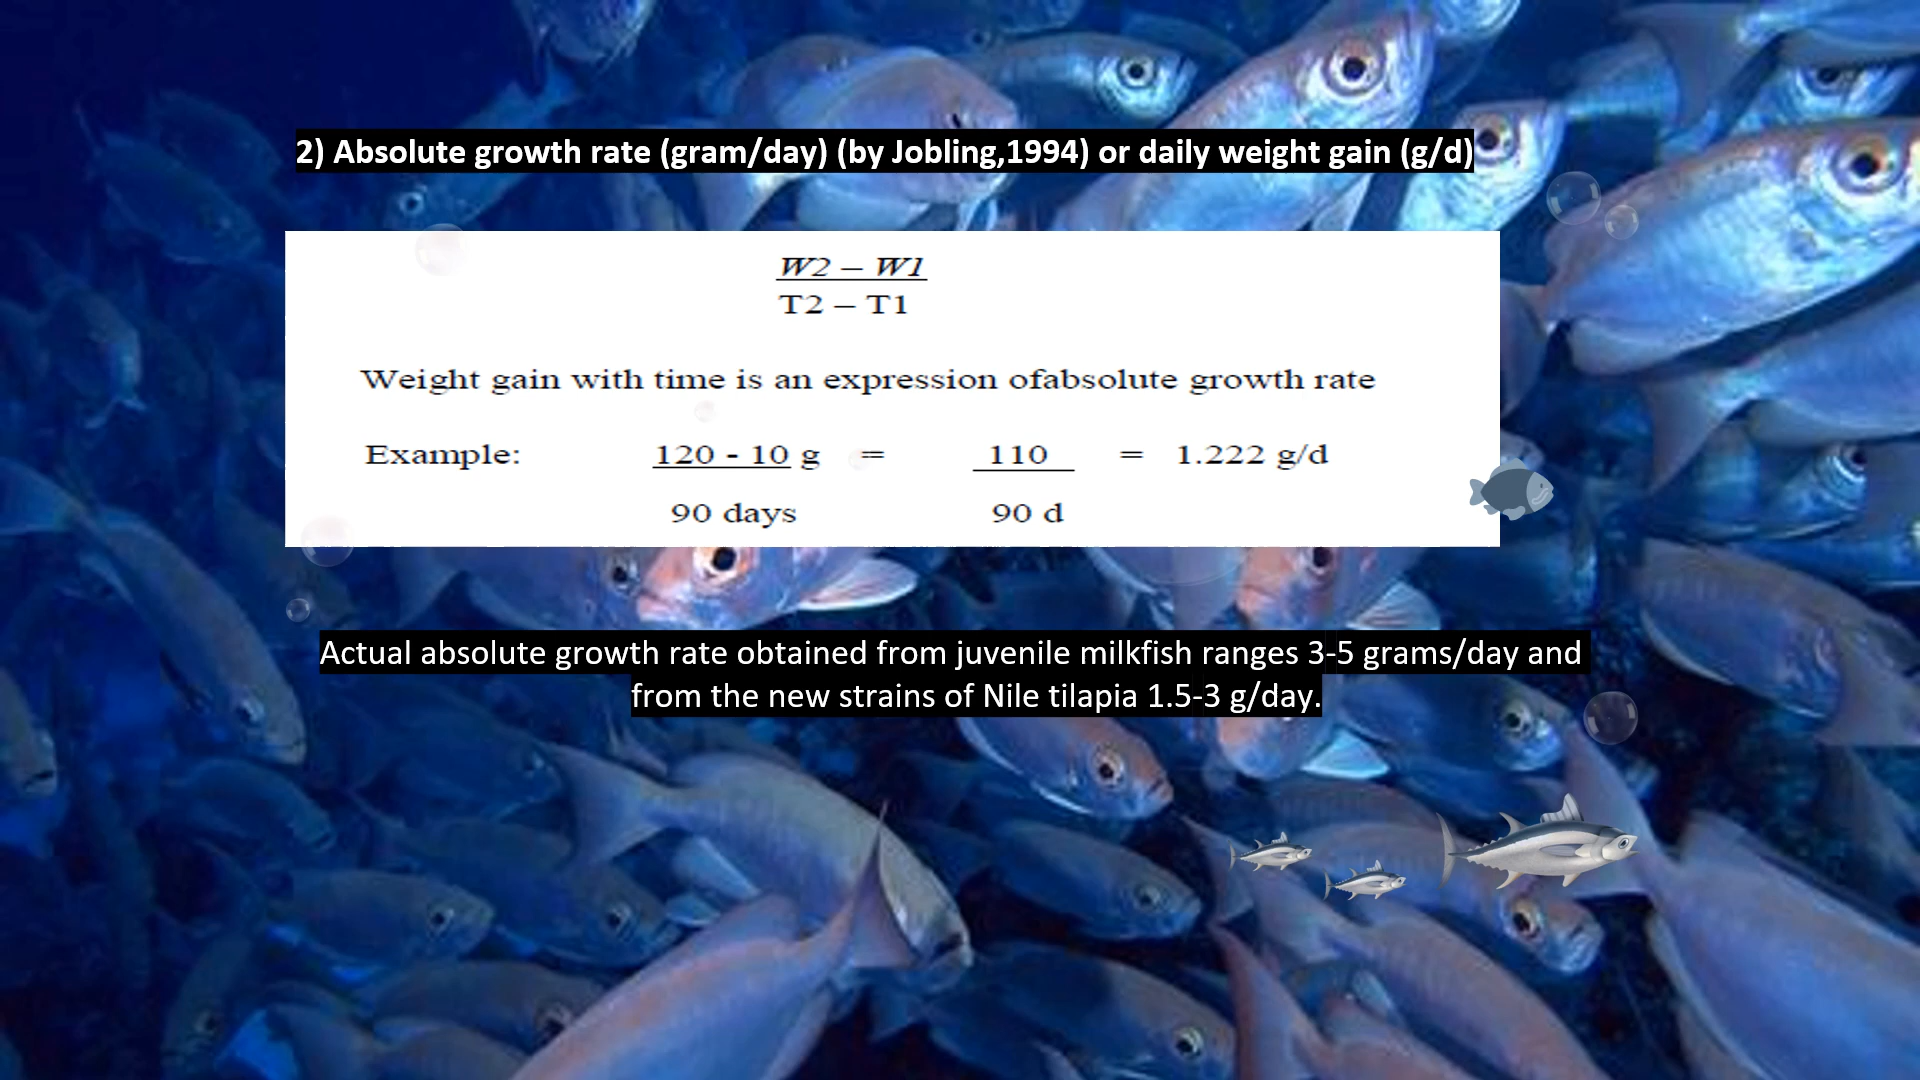 2) Absolute growth rate (gram/day) (by Jobling,1994) or daily weight gain (g/d)
W2 – W1
T2 – T1
Weight gain with time is an expression ofabsolute growth rate
Example: 120 - 10 g = 110 = 1.222 g/d
90 days 90 d
Actual absolute growth rate obtained from juvenile milkfish ranges 3-5 grams/day and
from the new strains of Nile tilapia 1.5-3 g/day.